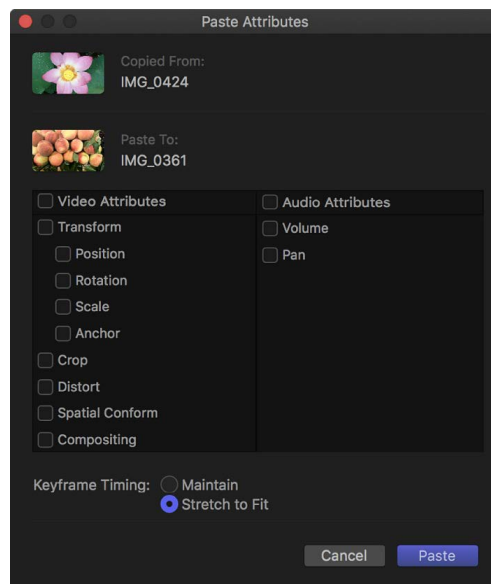 Paste Attributes
Copied From:
IMG_0424
Paste To:
IMG_0361
Video Attributes
Transform
Position
Rotation
Scale
Anchor
Crop
Distort
Spatial Conform
Compositing
Audio Attributes
Volume
Pan
Keyframe Timing: Maintain
Stretch to Fit
Cancel Paste